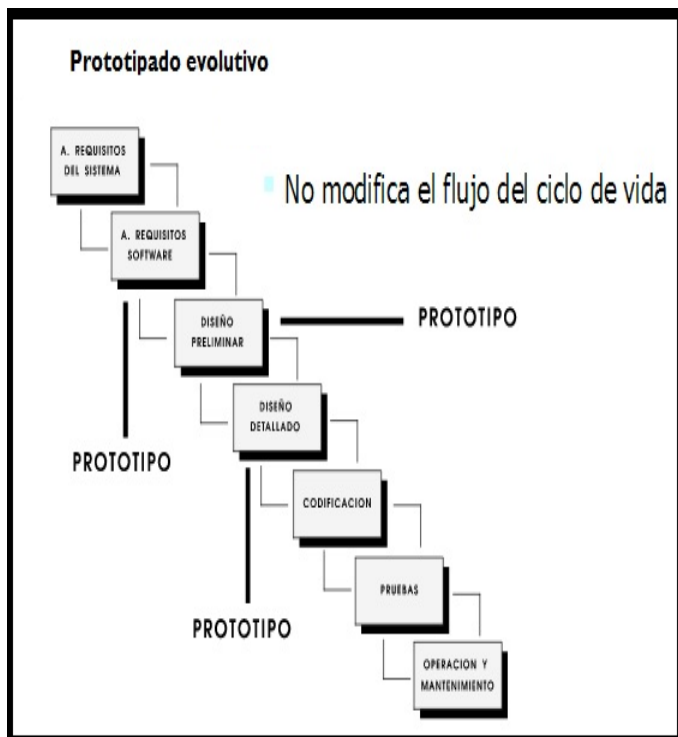 Prototipado evolutivo
A. REQUISITOS
DEL SISTEMA
No modifica el flujo del ciclo de vida
A. REQUISITOS
SOFTWARE
DISEÑO
PRELIMINAR
PROTOTIPO
DISEÑO
DETALLADO
PROTOTIPO
CODIFICACION
PRUEBAS
PROTOTIPO
OPERACION Y
MANTENIMIENTO